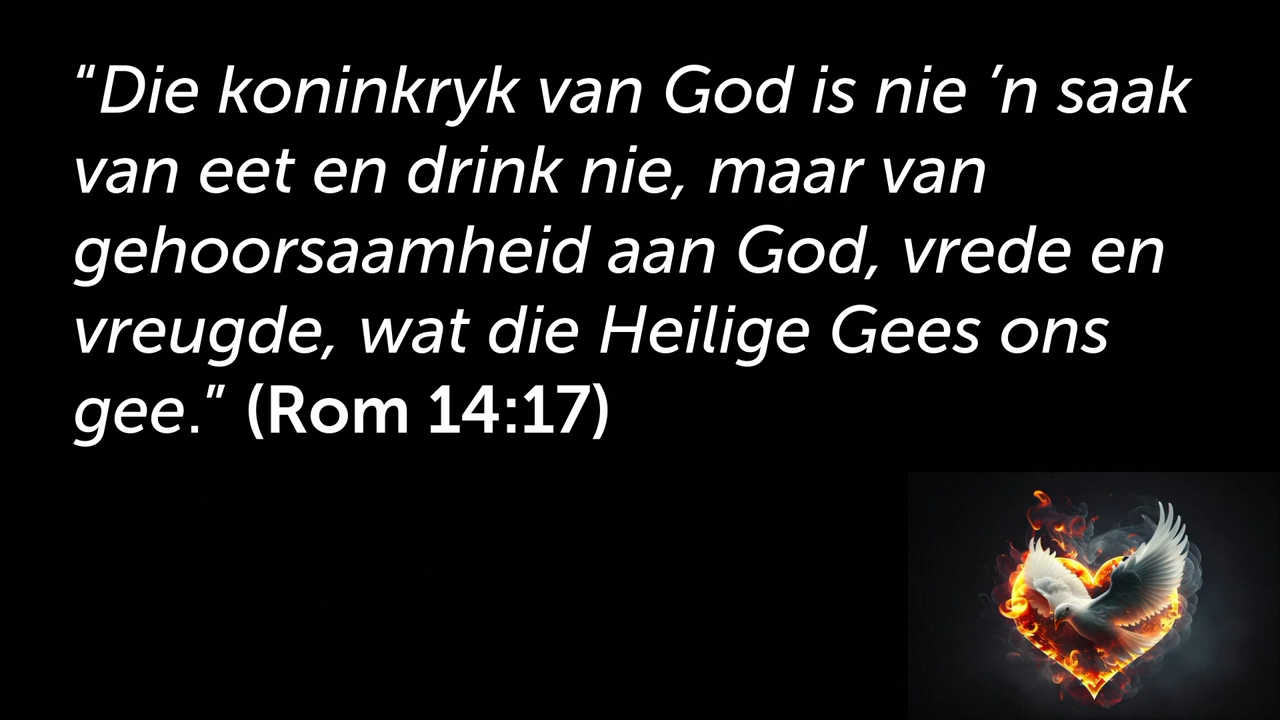 “Die koninkryk van God is nie ’n saak
van eet en drink nie, maar van
gehoorsaamheid aan God, vrede en
vreugde, wat die Heilige Gees ons
gee.” (Rom 14:17)